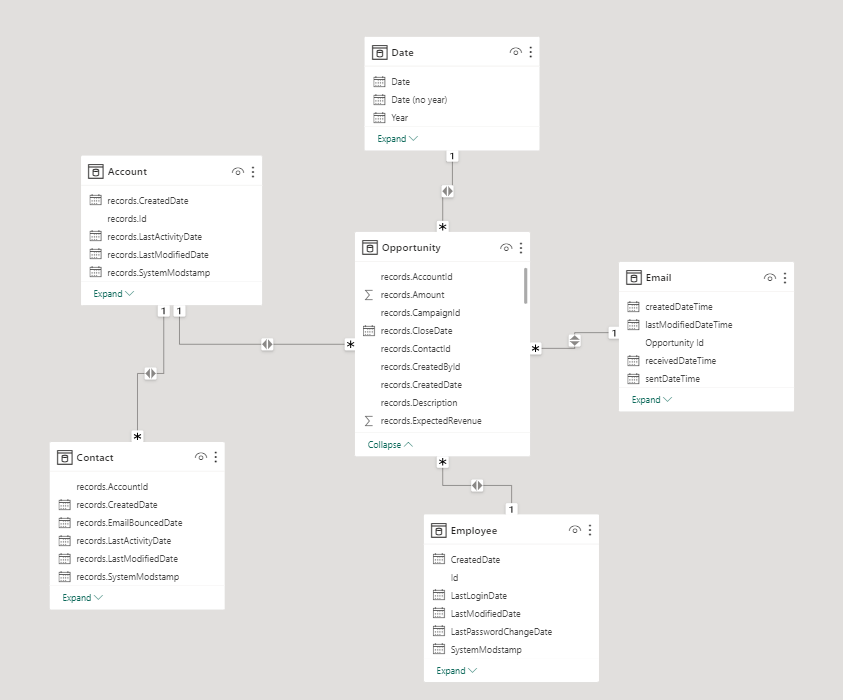 Date
Date
Date (no year)
Year
Expand
1
*
Account
records.CreatedDate
records.Id
records.LastActivityDate
records.LastModifiedDate
records.SystemModstamp
Expand
1 1
*
*
Opportunity
records.AccountId
records.Amount
records.CampaignId
records.CloseDate
records.ContactId
records.CreatedById
records.CreatedDate
records.Description
records.ExpectedRevenue
Collapse
*
1
Email
createdDateTime
lastModifiedDateTime
Opportunity Id
receivedDateTime
sentDateTime
Expand
Contact
records.AccountId
records.CreatedDate
records.EmailBouncedDate
records.LastActivityDate
records.LastModifiedDate
records.SystemModstamp
Expand
*
1
Employee
CreatedDate
Id
LastLoginDate
LastModifiedDate
LastPasswordChangeDate
SystemModstamp
Expand